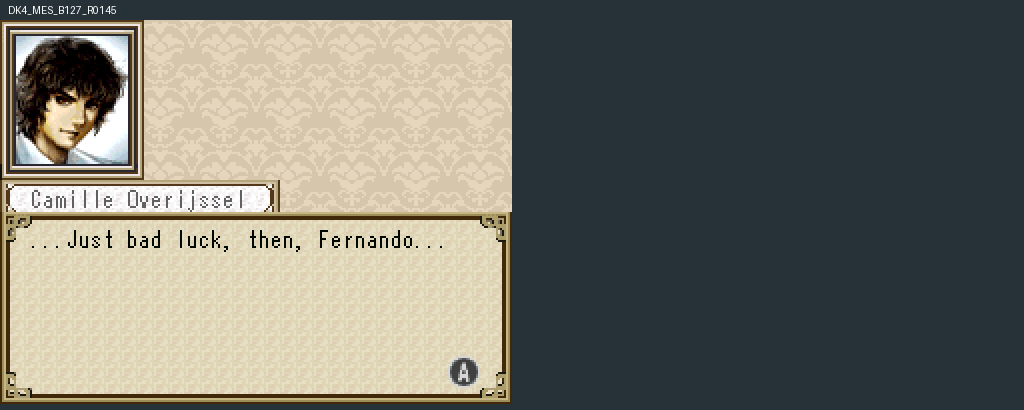 DK4_MES_B127_R0145
Camille Overijssel
...Just bad luck, then, Fernando...
A